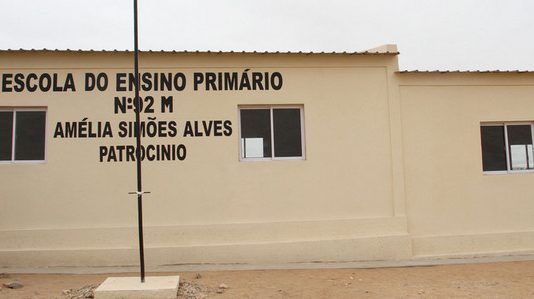 ESCOLA DO ENSINO PRIMÁRIO
Nº92 M
AMÉLIA SIMÕES ALVES
PATROCINIO